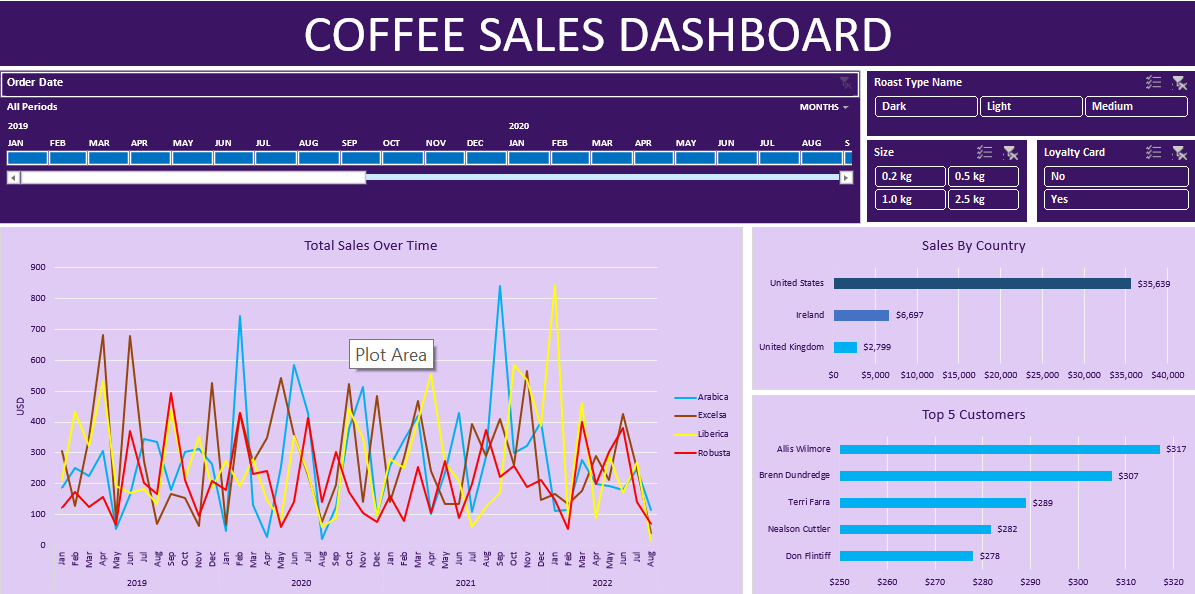 COFFEE SALES DASHBOARD
Order Date
All Periods MONTHS
2019 2020
JAN FEB MAR APR MAY JUN JUL AUG SEP OCT NOV DEC JAN FEB MAR APR MAY JUN JUL AUG S
Roast Type Name
Dark Light Medium
Size
0.2 kg 0.5 kg
1.0 kg 2.5 kg
Loyalty Card
No
Yes
Total Sales Over Time
900
800
700
600
500
400
300
200
100
0
USD
Plot Area
Arabica
Excelsa
Liberica
Robusta
Jan Feb Mar Apr May Jun Jul Aug Sep Oct Nov Dec Jan Feb Mar Apr May Jun Jul Aug Sep Oct Nov Dec Jan Feb Mar Apr May Jun Jul Aug Sep Oct Nov Dec Jan Feb Mar Apr May Jun Jul Aug
2019 2020 2021 2022
Sales By Country
United States $35,639
Ireland $6,697
United Kingdom $2,799
$0 $5,000 $10,000 $15,000 $20,000 $25,000 $30,000 $35,000 $40,000
Top 5 Customers
Allis Wilmore $317
Brenn Dundredge $307
Terri Farra $289
Nealson Cuttler $282
Don Flintiff $278
$250 $260 $270 $280 $290 $300 $310 $320